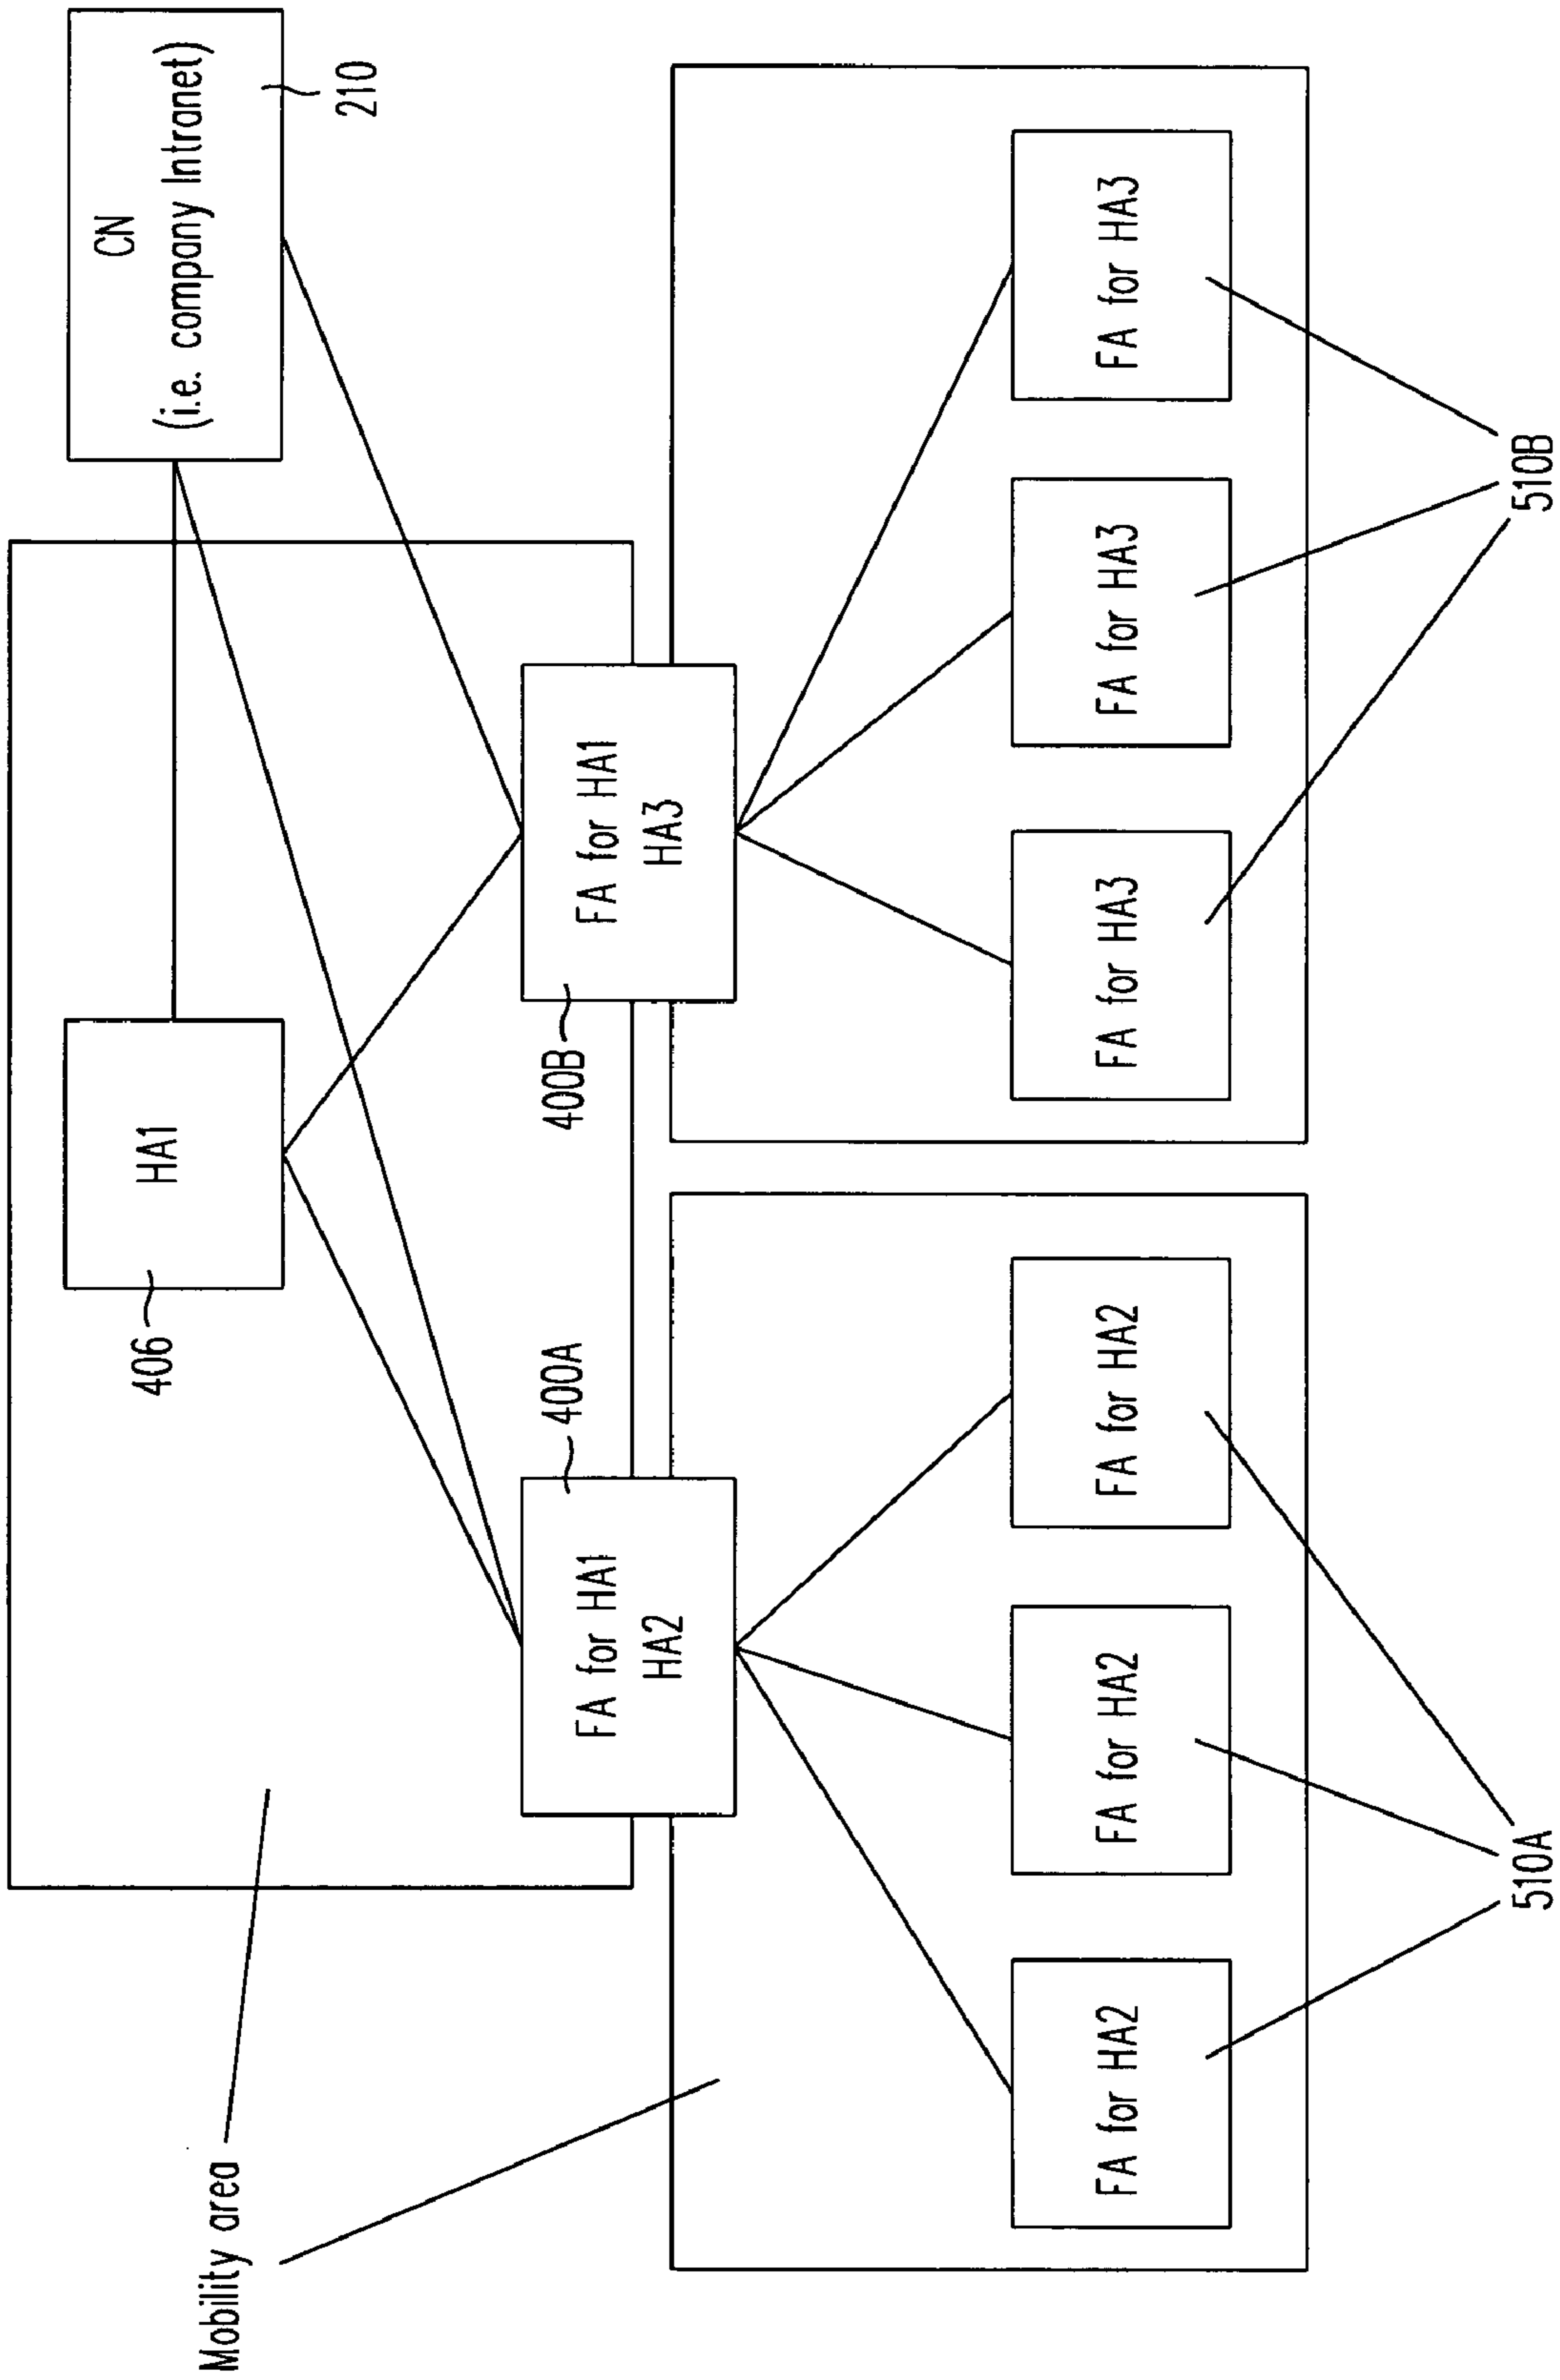 CN
(i.e. company Intranet)
210
HA1
406
Mobility area
FA for HA1
HA2
400A
FA for HA1
HA3
400B
FA for HA2
FA for HA2
FA for HA2
FA for HA3
FA for HA3
FA for HA3
510A
510B